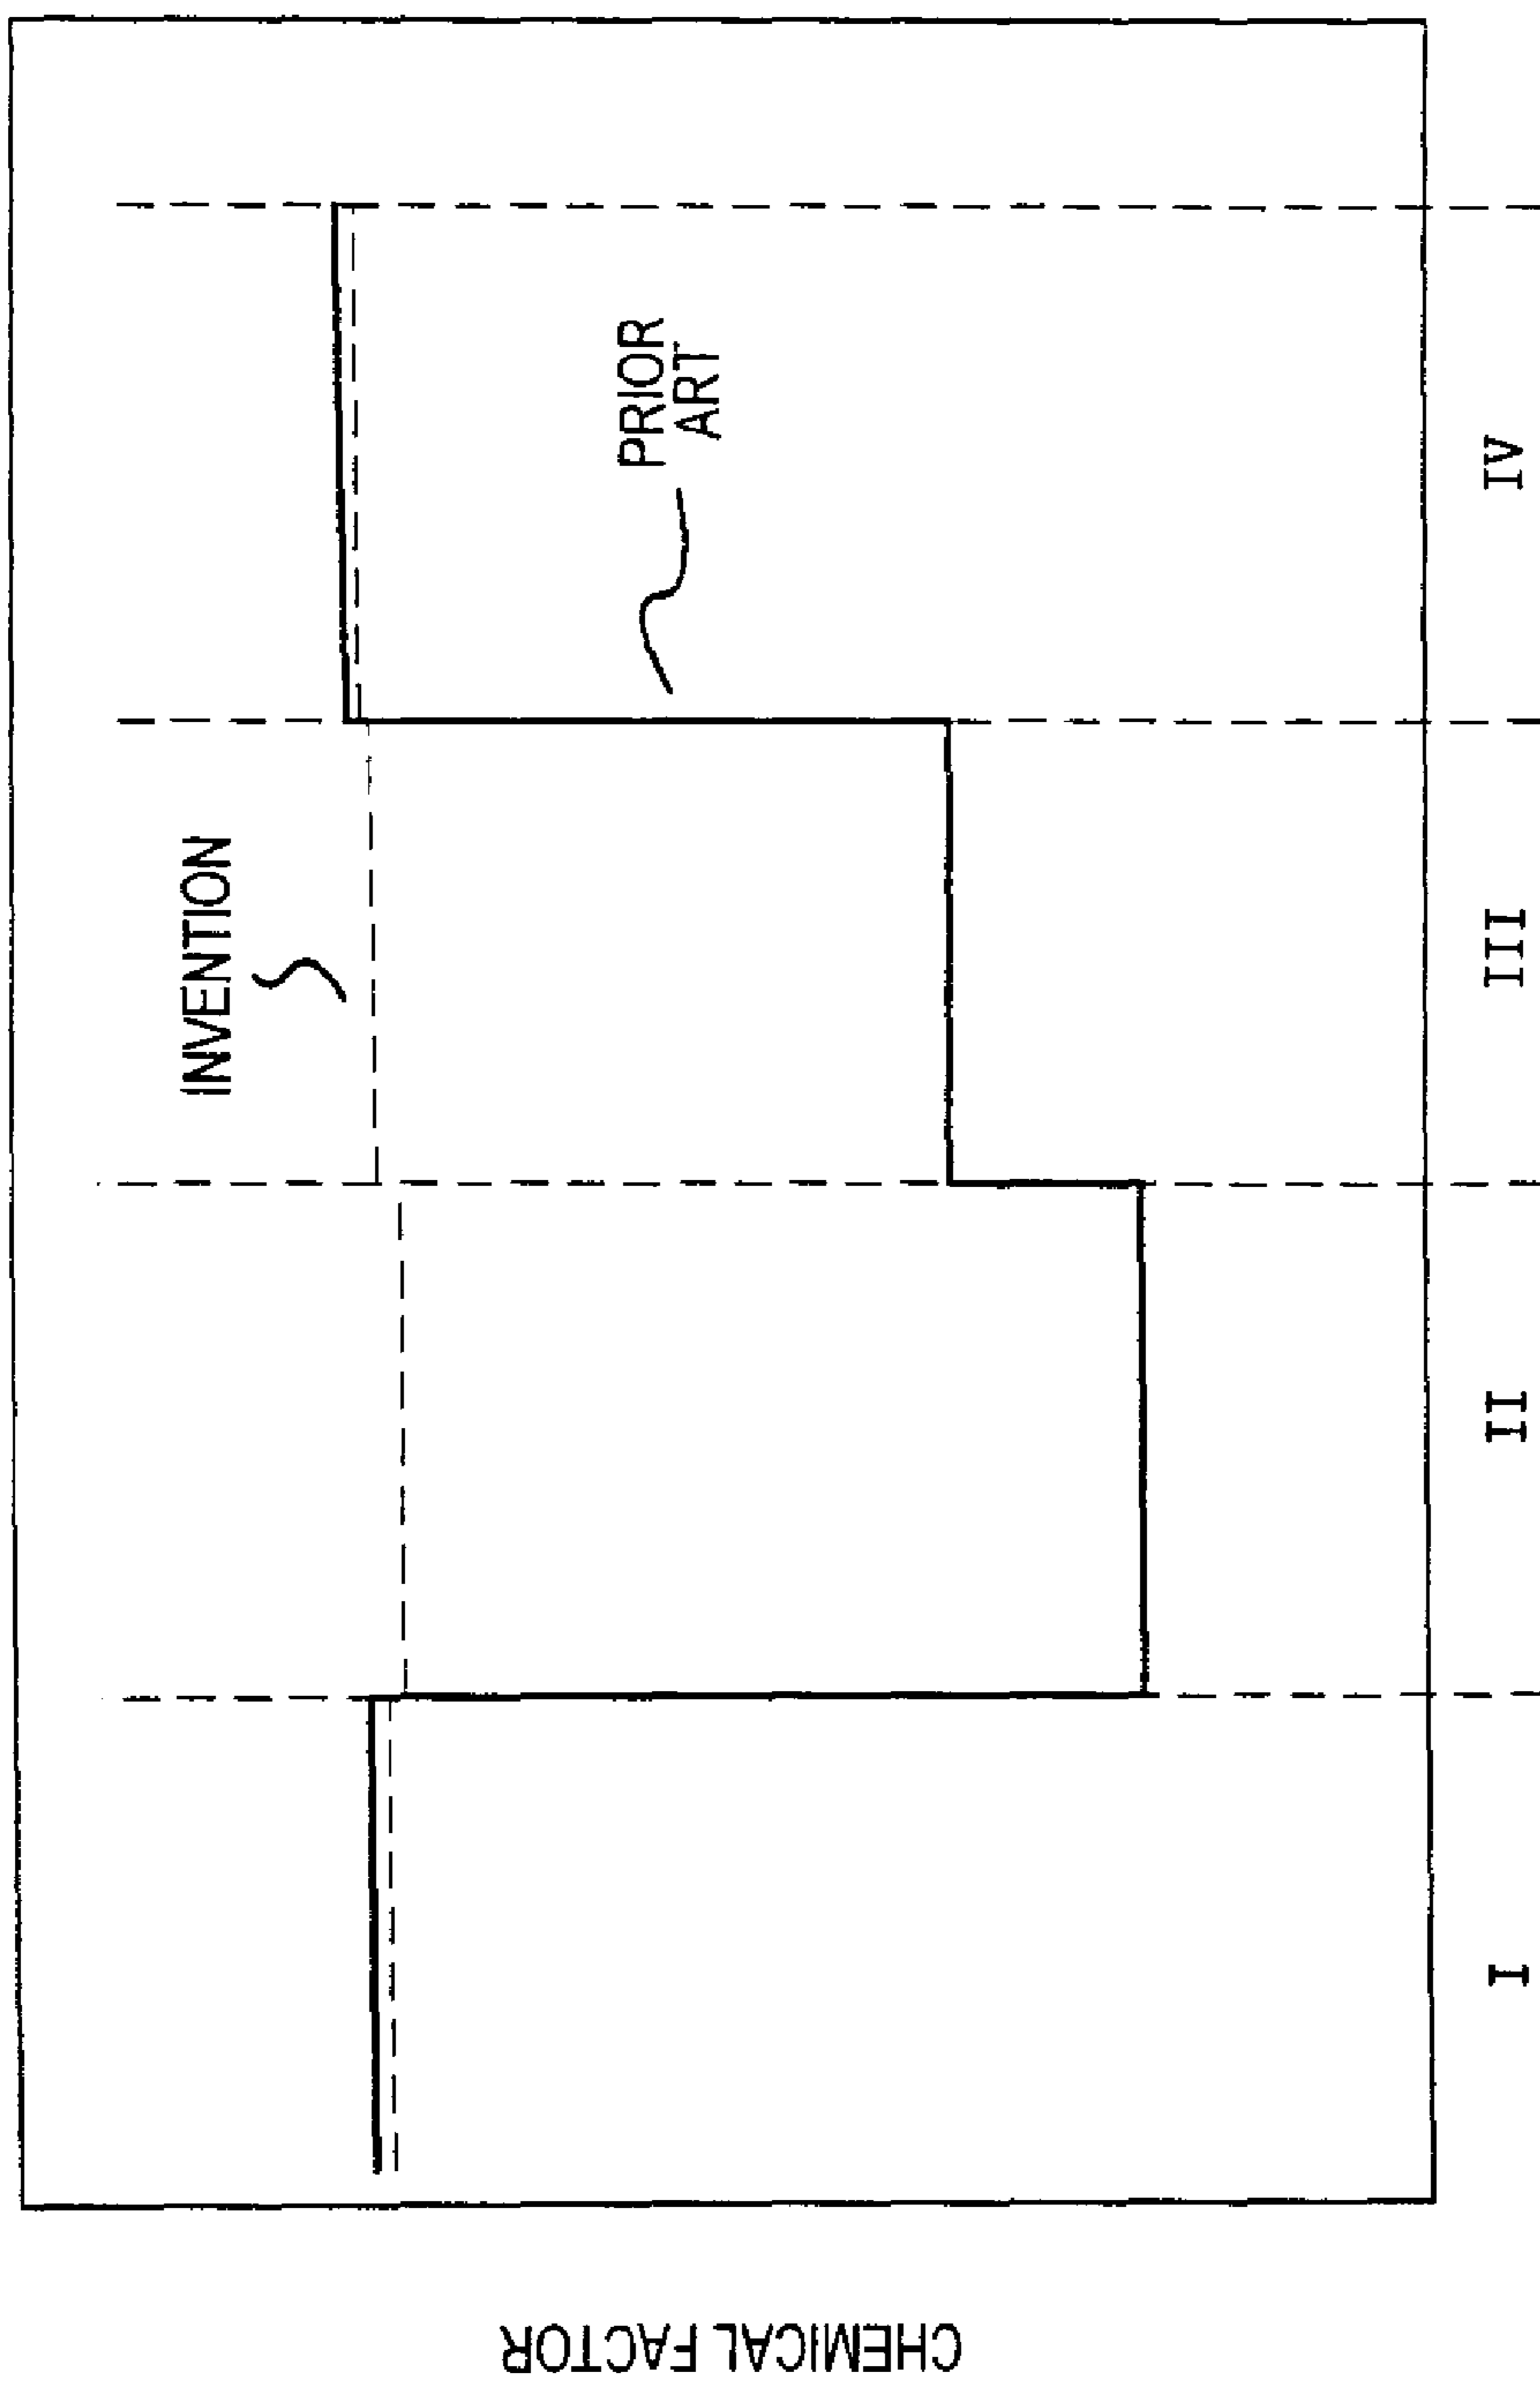 CHEMICAL FACTOR
INVENTION
PRIOR
ART
I
II
III
IV